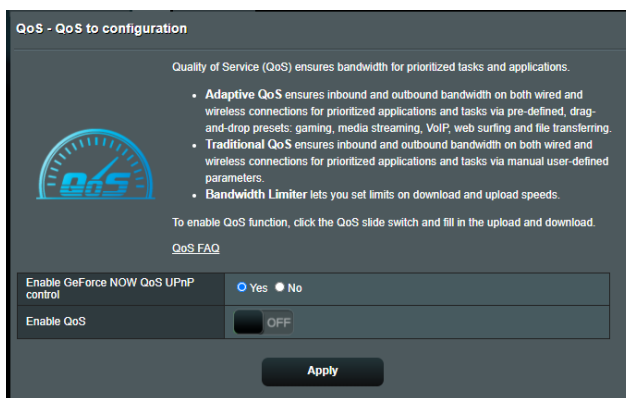 QoS - QoS to configuration
Quality of Service (QoS) ensures bandwidth for prioritized tasks and applications.
• Adaptive QoS ensures inbound and outbound bandwidth on both wired and
wireless connections for prioritized applications and tasks via pre-defined, drag-
and-drop presets: gaming, media streaming, VoIP, web surfing and file transferring.
• Traditional QoS ensures inbound and outbound bandwidth on both wired and
wireless connections for prioritized applications and tasks via manual user-defined
parameters.
• Bandwidth Limiter lets you set limits on download and upload speeds.
QoS
To enable QoS function, click the QoS slide switch and fill in the upload and download.
QoS FAQ
Enable GeForce NOW QoS UPnP
control
Yes No
Enable QoS
OFF
Apply